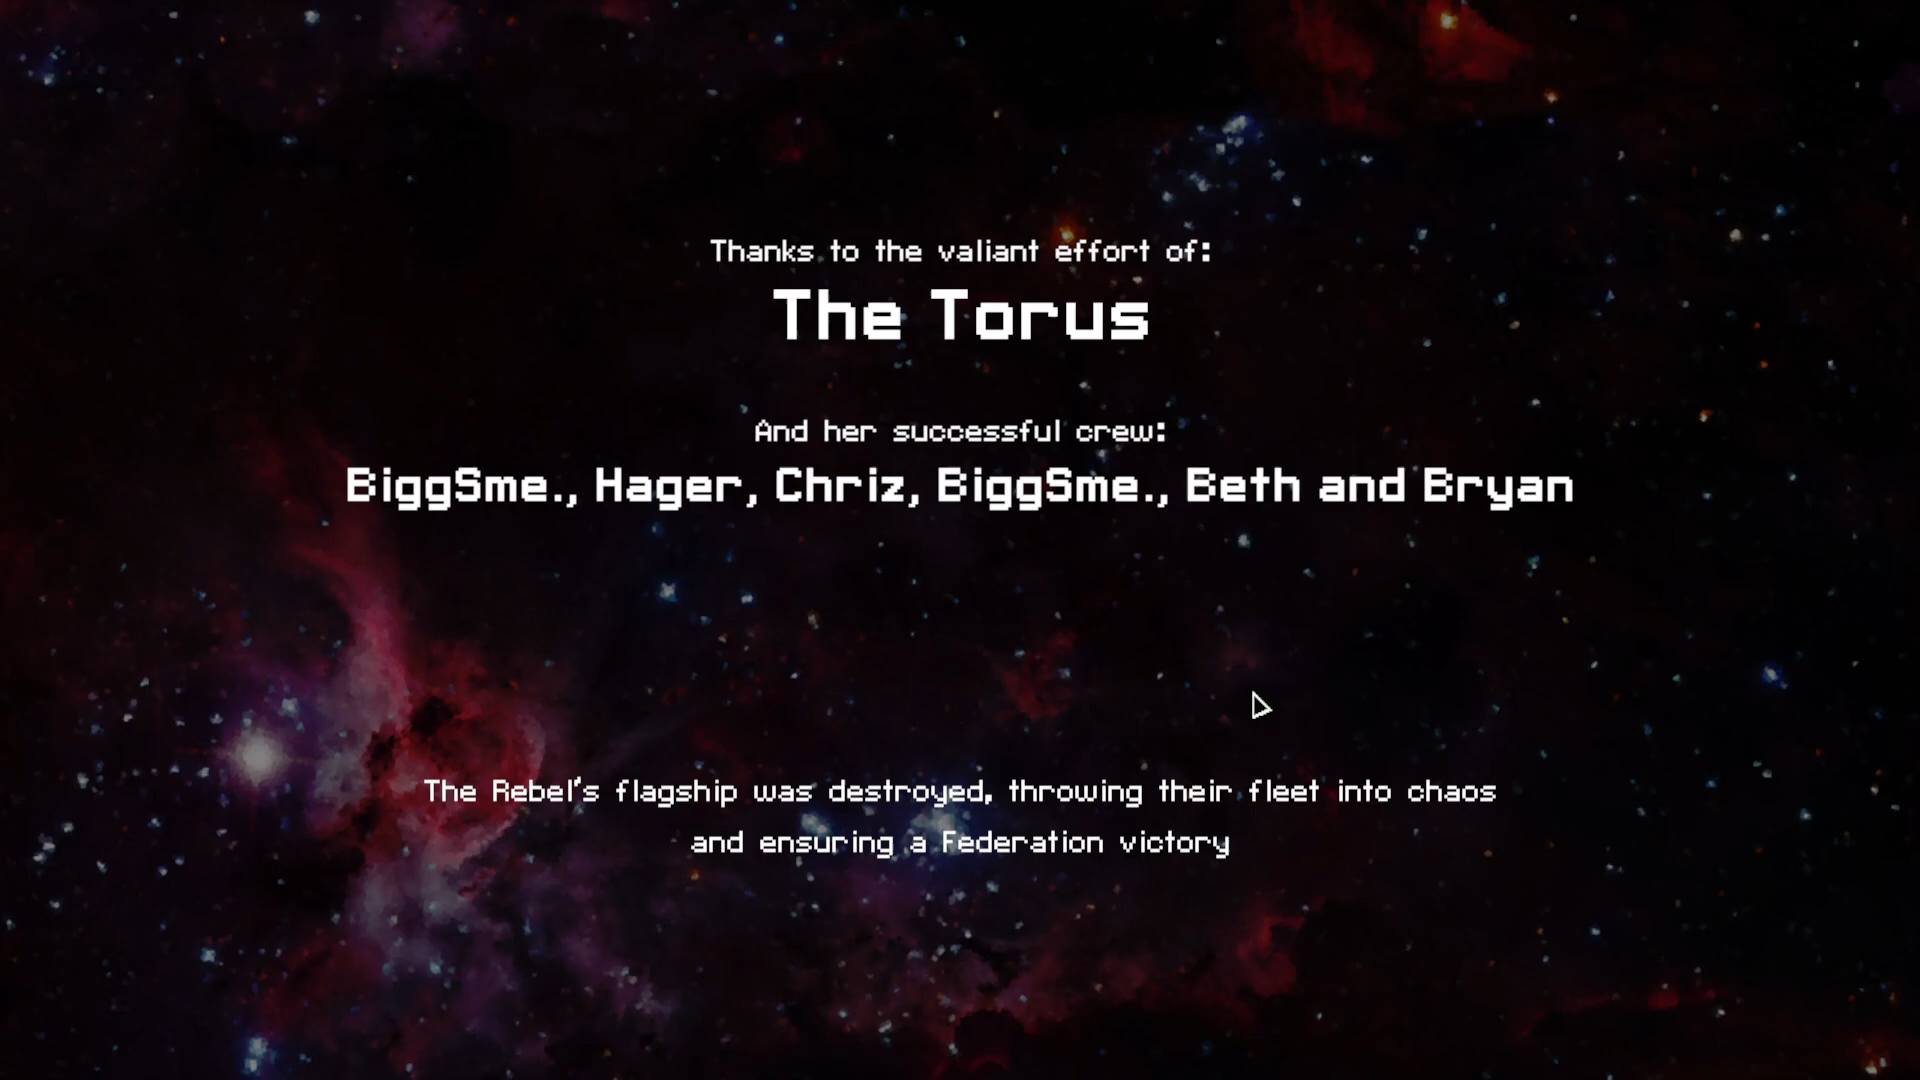 Thanks to the valiant effort of:
The Torus
And her successful crew:
BiggSme., Hager, Chriz, BiggSme., Beth and Bryan
The Rebel's flagship was destroyed, throwing their fleet into chaos
and ensuring a Federation victory